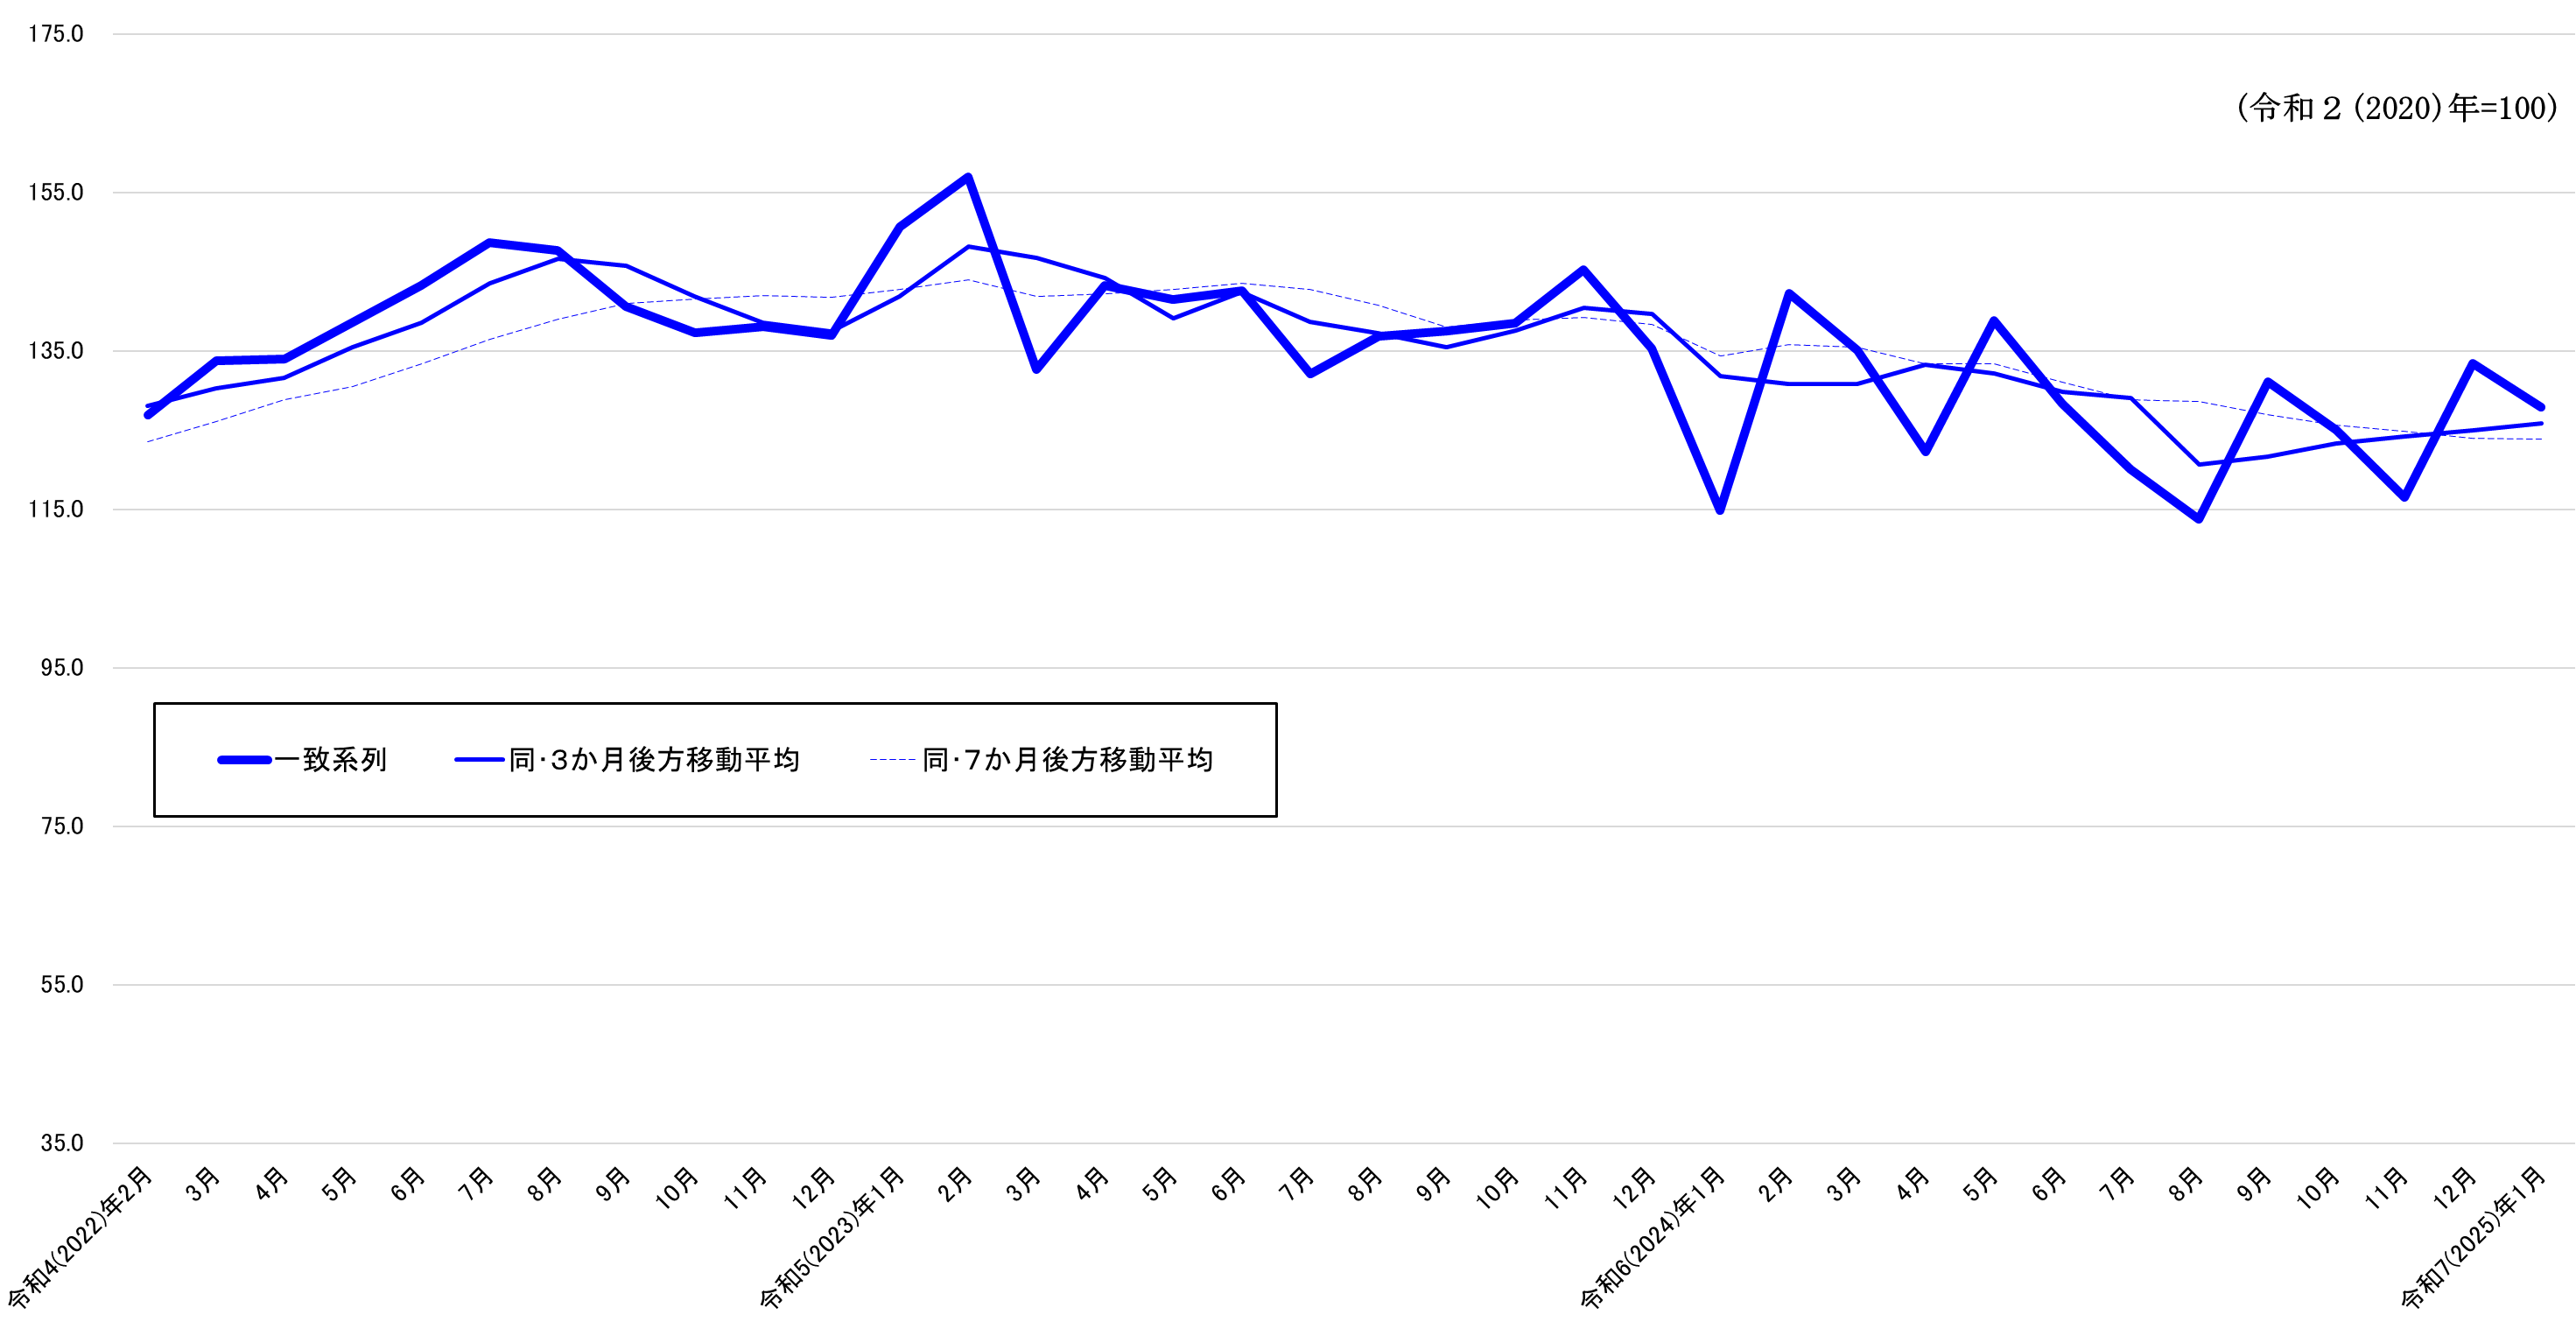 175.0
(令和２(2020)年=100)
155.0
135.0
115.0
95.0
一致系列 同･３か月後方移動平均 同･７か月後方移動平均
75.0
55.0
35.0
令和4(2022)年2月
3月
4月
5月
6月
7月
8月
9月
10月
11月
12月
令和5(2023)年1月
2月
3月
4月
5月
6月
7月
8月
9月
10月
11月
12月
令和6(2024)年1月
2月
3月
4月
5月
6月
7月
8月
9月
10月
11月
12月
令和7(2025)年1月